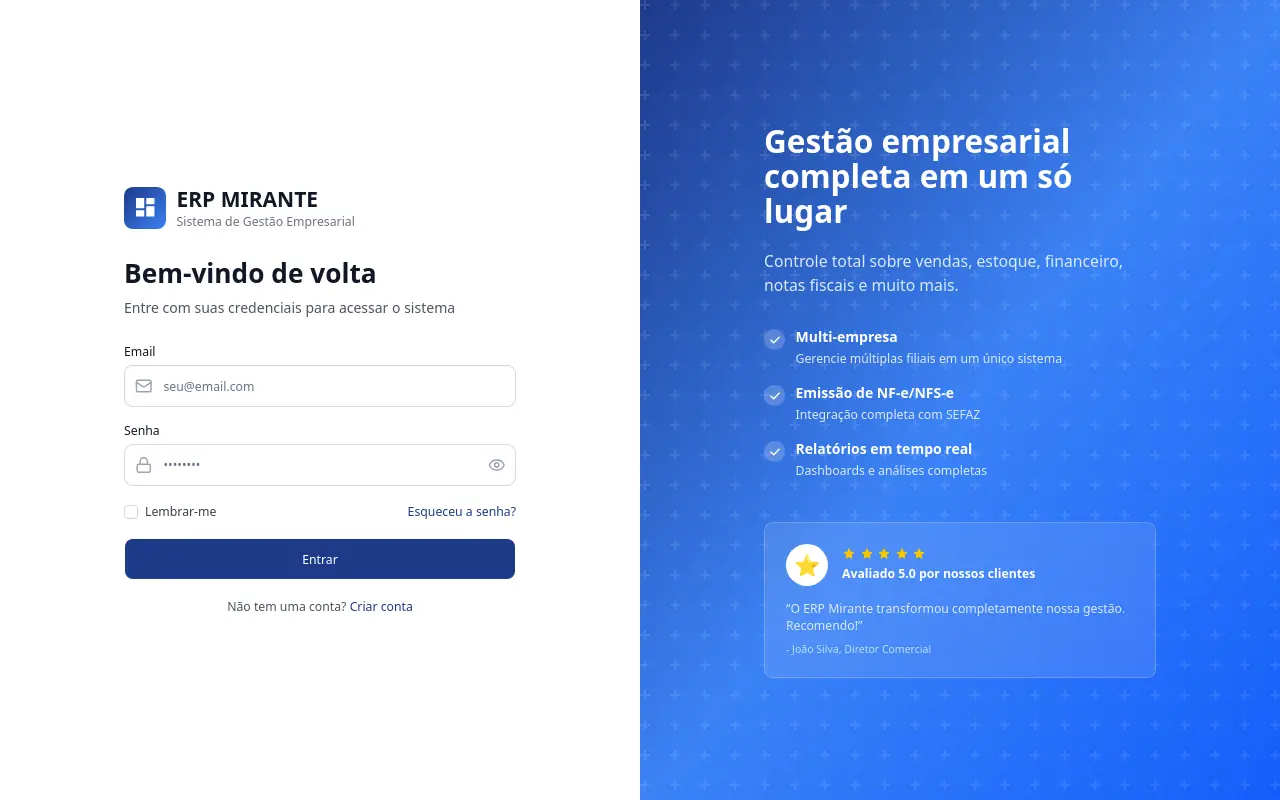 ERP MIRANTE
Sistema de Gestão Empresarial
Bem-vindo de volta
Entre com suas credenciais para acessar o sistema
Email
seu@email.com
Senha
••••••••
Lembrar-me
Esqueceu a senha?
Entrar
Não tem uma conta? Criar conta
Gestão empresarial
completa em um só
lugar
Controle total sobre vendas, estoque, financeiro,
notas fiscais e muito mais.
Multi-empresa
Gerencie múltiplas filiais em um único sistema
Emissão de NF-e/NFS-e
Integração completa com SEFAZ
Relatórios em tempo real
Dashboards e análises completas
Avaliado 5.0 por nossos clientes
“O ERP Mirante transformou completamente nossa gestão.
Recomendo!”
- João Silva, Diretor Comercial